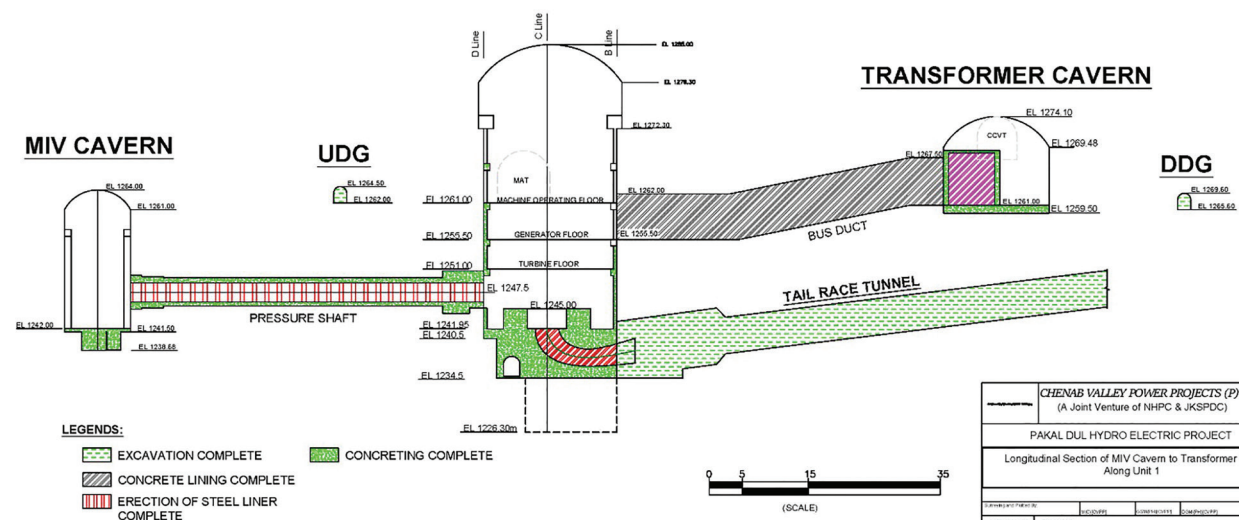 D Line
C Line
B Line
EL 1285.00
EL 1278.30
TRANSFORMER CAVERN
MIV CAVERN
UDG
DDG
EL 1272.30
EL 1274.10
CCVT
EL 1269.48
EL 1267.50
EL 1264.00
EL 1261.00
EL 1264.50
EL 1262.00
MAT
EL 1261.00
MACHINE OPERATING FLOOR
EL 1262.00
EL 1261.00
EL 1259.50
EL 1269.60
EL 1265.60
EL 1255.50
GENERATOR FLOOR
EL 1255.50
BUS DUCT
EL 1251.00
TURBINE FLOOR
EL 1247.5
TAIL RACE TUNNEL
PRESSURE SHAFT
EL 1245.00
EL 1242.00
EL 1241.50
EL 1238.68
EL 1241.95
EL 1240.5
EL 1234.5
EL 1226.30m
LEGENDS:
EXCAVATION COMPLETE
CONCRETING COMPLETE
CONCRETE LINING COMPLETE
ERECTION OF STEEL LINER
COMPLETE
0 5 15 35
(SCALE)
CHENAB VALLEY POWER PROJECTS (P)
(A Joint Venture of NHPC & JKSPDC)
PAKAL DUL HYDRO ELECTRIC PROJECT
Longitudinal Section of MIV Cavern to Transformer
Along Unit 1